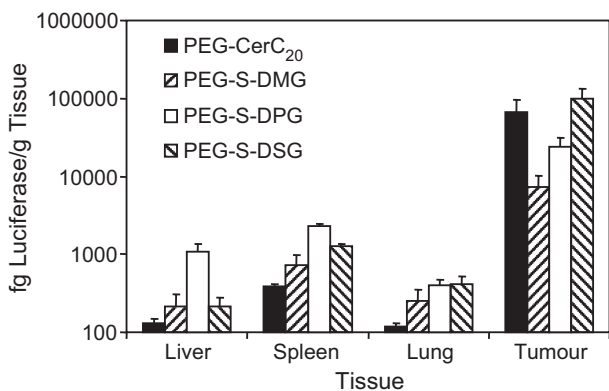 1000000
100000
10000
1000
100
fg Luciferase/g Tissue
PEG-CerC20
PEG-S-DMG
PEG-S-DPG
PEG-S-DSG
Liver Spleen Lung Tumour
Tissue